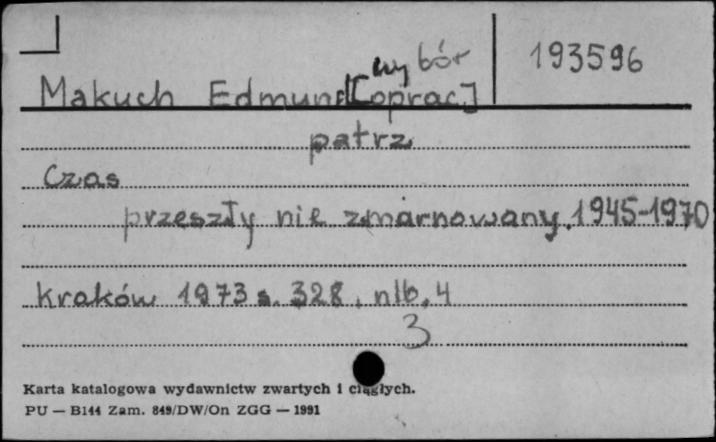 wybór 193596
Makuch Edmund [oprac.]
patrz
Czas
przeszły nie zmarnowany. 1945-1970
Kraków 1973 s. 328, nlb. 4
3
Karta katalogowa wydawnictw zwartych i ciągłych.
PU — B144 Zam. 849/DW/On ZGG — 1991